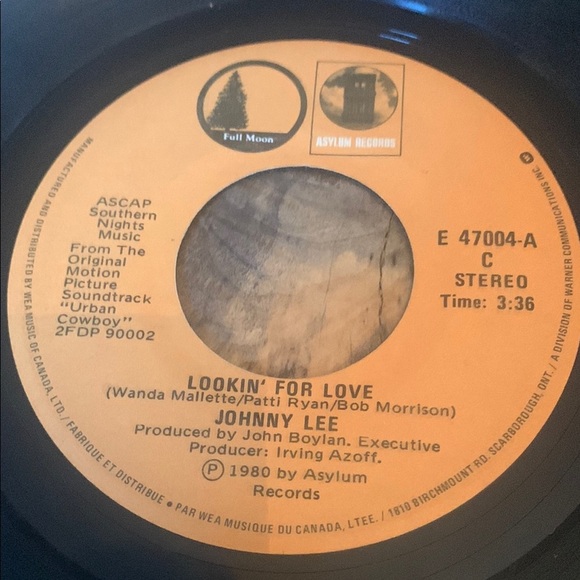 Full Moon
ASYLUM RECORDS
ASCAP
Southern
Nights
Music
From The
Original
Motion
Picture
Soundtrack
"Urban
Cowboy"
2FDP 90002
E 47004-A
C
STEREO
Time: 3:36
LOOKIN' FOR LOVE
(Wanda Mallette/Patti Ryan/Bob Morrison)
JOHNNY LEE
Produced by John Boylan. Executive
Producer: Irving Azoff.
Ⓟ 1980 by Asylum
Records
MANUFACTURED AND DISTRIBUTED BY WEA MUSIC OF CANADA, LTD./ FABRIQUE ET DISTRIBUE • PAR WEA MUSIQUE DU CANADA, LTEE. / 1810 BIRCHMOUNT RD. SCARBOROUGH, ONT./ A DIVISION OF WARNER COMMUNICATIONS INC.